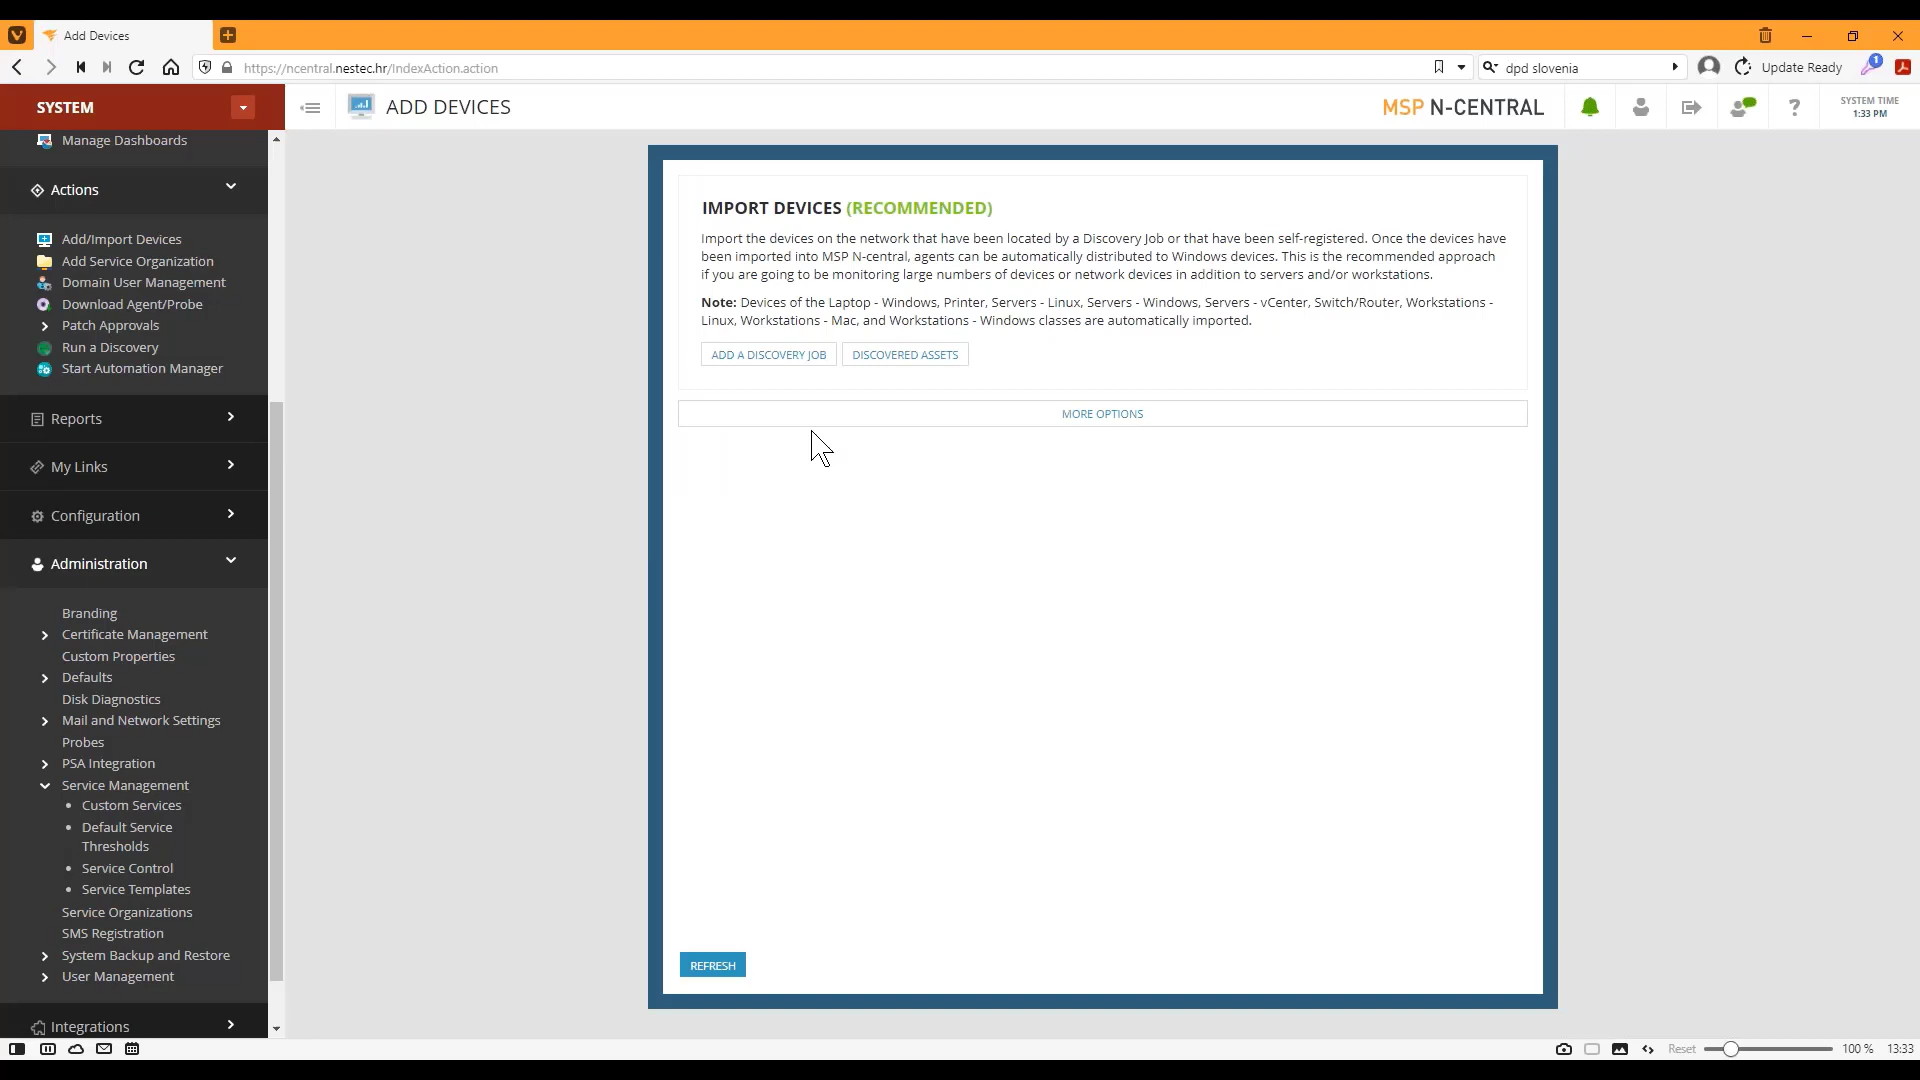 Add Devices
https://ncentral.nestec.hr/IndexAction.action
dpd slovenia
Update Ready
1
SYSTEM
ADD DEVICES
MSP N-CENTRAL
?
SYSTEM TIME
1:33 PM
Manage Dashboards
Actions
Add/Import Devices
Add Service Organization
Domain User Management
Download Agent/Probe
Patch Approvals
Run a Discovery
Start Automation Manager
Reports
My Links
Configuration
Administration
Branding
Certificate Management
Custom Properties
Defaults
Disk Diagnostics
Mail and Network Settings
Probes
PSA Integration
Service Management
Custom Services
Default Service
Thresholds
Service Control
Service Templates
Service Organizations
SMS Registration
System Backup and Restore
User Management
Integrations
IMPORT DEVICES (RECOMMENDED)
Import the devices on the network that have been located by a Discovery Job or that have been self-registered. Once the devices have
been imported into MSP N-central, agents can be automatically distributed to Windows devices. This is the recommended approach
if you are going to be monitoring large numbers of devices or network devices in addition to servers and/or workstations.
Note: Devices of the Laptop - Windows, Printer, Servers - Linux, Servers - Windows, Servers - vCenter, Switch/Router, Workstations -
Linux, Workstations - Mac, and Workstations - Windows classes are automatically imported.
ADD A DISCOVERY JOB
DISCOVERED ASSETS
MORE OPTIONS
REFRESH
Reset
100 %
13:33